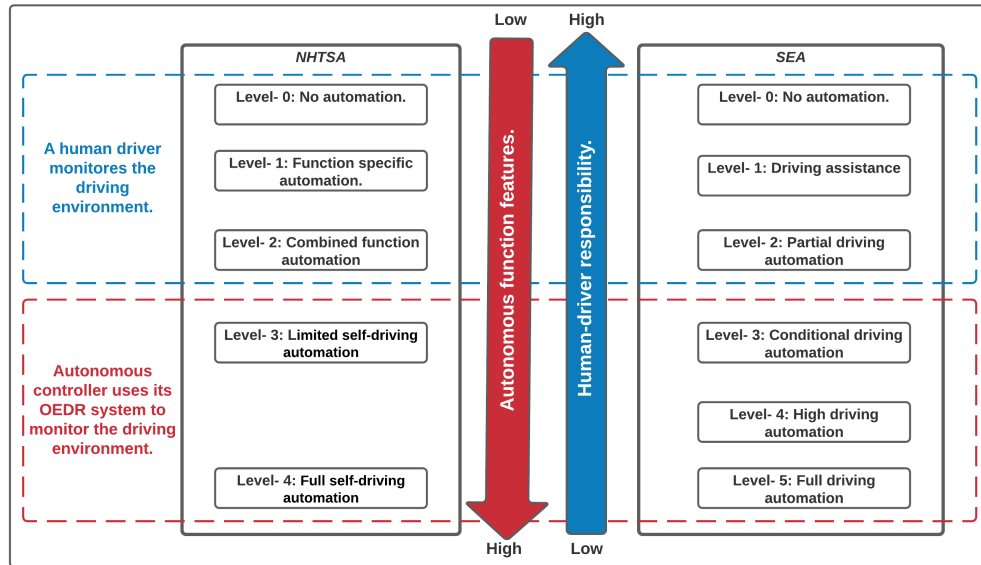 Low
High
NHTSA
SEA
A human driver
monitores the
driving
environment.
Level- 0: No automation.
Level- 1: Function specific
automation.
Level- 2: Combined function
automation
Autonomous function features.
Human-driver responsibility.
Level- 0: No automation.
Level- 1: Driving assistance
Level- 2: Partial driving
automation
Autonomous
controller uses its
OEDR system to
monitor the driving
environment.
Level- 3: Limited self-driving
automation
Level- 4: Full self-driving
automation
Level- 3: Conditional driving
automation
Level- 4: High driving
automation
Level- 5: Full driving
automation
High
Low